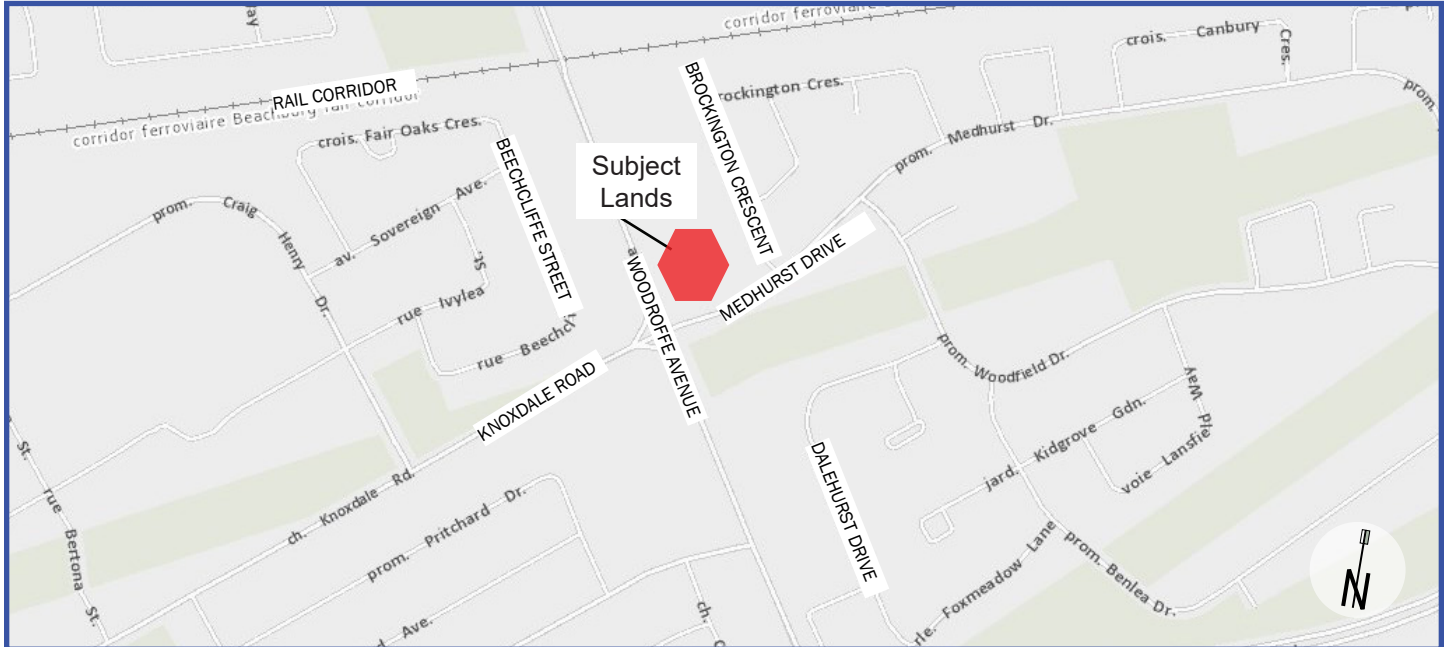 corridor ferroviaire
crois. Canbury
Cres.
RAIL CORRIDOR
corridor ferroviaire Beachburg rail corridor
BROCKINGTON CRESCENT
rockington Cres.
prom.
prom. Medhurst Dr.
crois. Fair Oaks Cres.
BEECHCLIFFE STREET
Subject
Lands
av. Sovereign Ave.
prom. Craig
Henry
Dr.
rue Ivylea
St.
WOODROFFE AVENUE
MEDHURST DRIVE
rue Beechcl
KNOXDALE ROAD
prom. Woodfield Dr.
ch. Knoxdale Rd.
prom. Pritchard Dr.
DALEHURST DRIVE
jard. Kidgrove Gdn.
voie Lansfie
ld Way
St.
rue Bertona St.
d Ave.
ch.
rle. Foxmeadow Lane
prom. Benlea Dr.
N